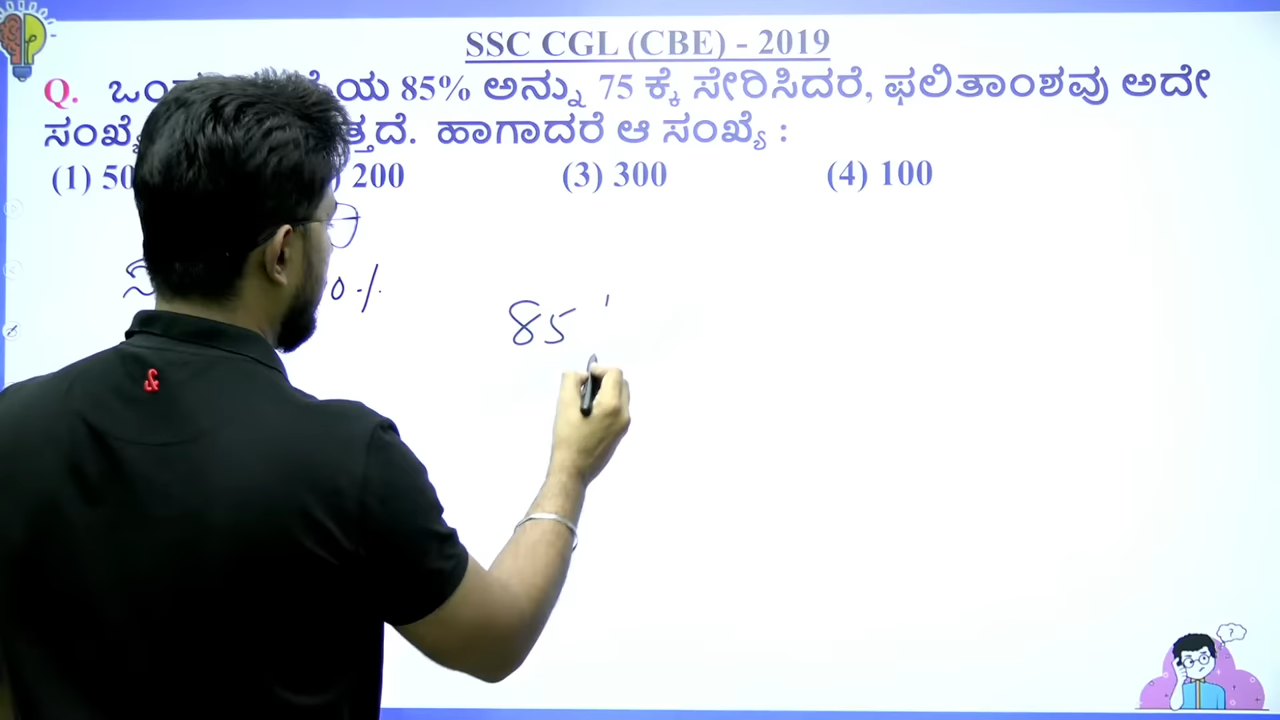 SSC CGL (CBE) - 2019
Q. 85% ಅನ್ನು 75 ಕ್ಕೆ ಸೇರಿಸಿದರೆ, ಫಲಿತಾಂಶವು ಅದೇ
ಹಾಗಾದರೆ ಆ ಸಂಖ್ಯೆ :
(1) 200 (3) 300 (4) 100
85
&
?